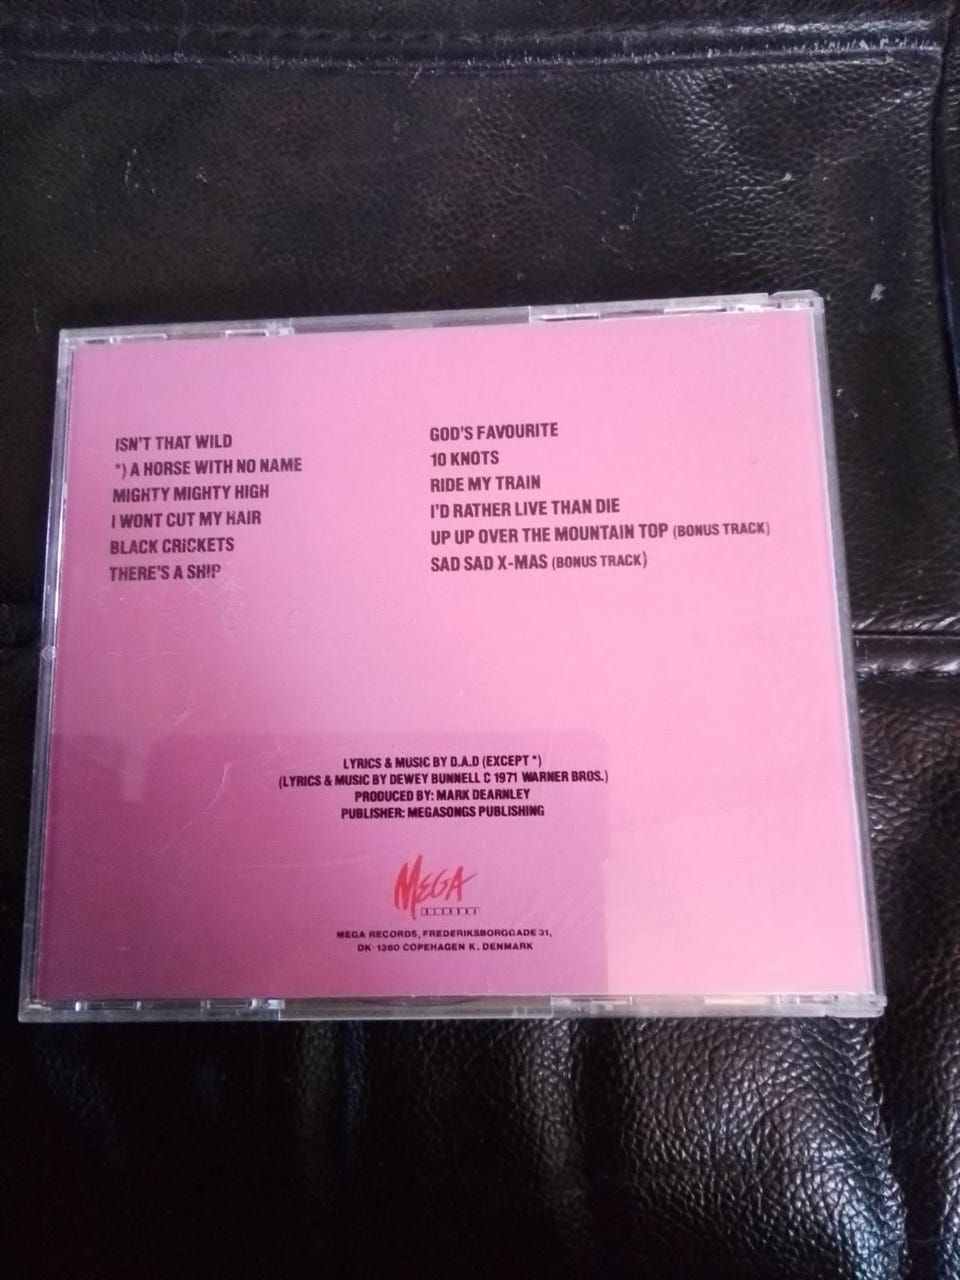 ISN'T THAT WILD
*) A HORSE WITH NO NAME
MIGHTY MIGHTY HIGH
I WONT CUT MY HAIR
BLACK CRICKETS
THERE'S A SHIP
GOD'S FAVOURITE
10 KNOTS
RIDE MY TRAIN
I'D RATHER LIVE THAN DIE
UP UP OVER THE MOUNTAIN TOP (BONUS TRACK)
SAD SAD X-MAS (BONUS TRACK)
LYRICS & MUSIC BY D.A.D (EXCEPT *)
(LYRICS & MUSIC BY DEWEY BUNNELL C 1971 WARNER BROS.)
PRODUCED BY: MARK DEARNLEY
PUBLISHER: MEGASONGS PUBLISHING
MEGA
RECORDS
MEGA RECORDS, FREDERIKSBORGGADE 31,
DK-1360 COPEHAGEN K. DENMARK